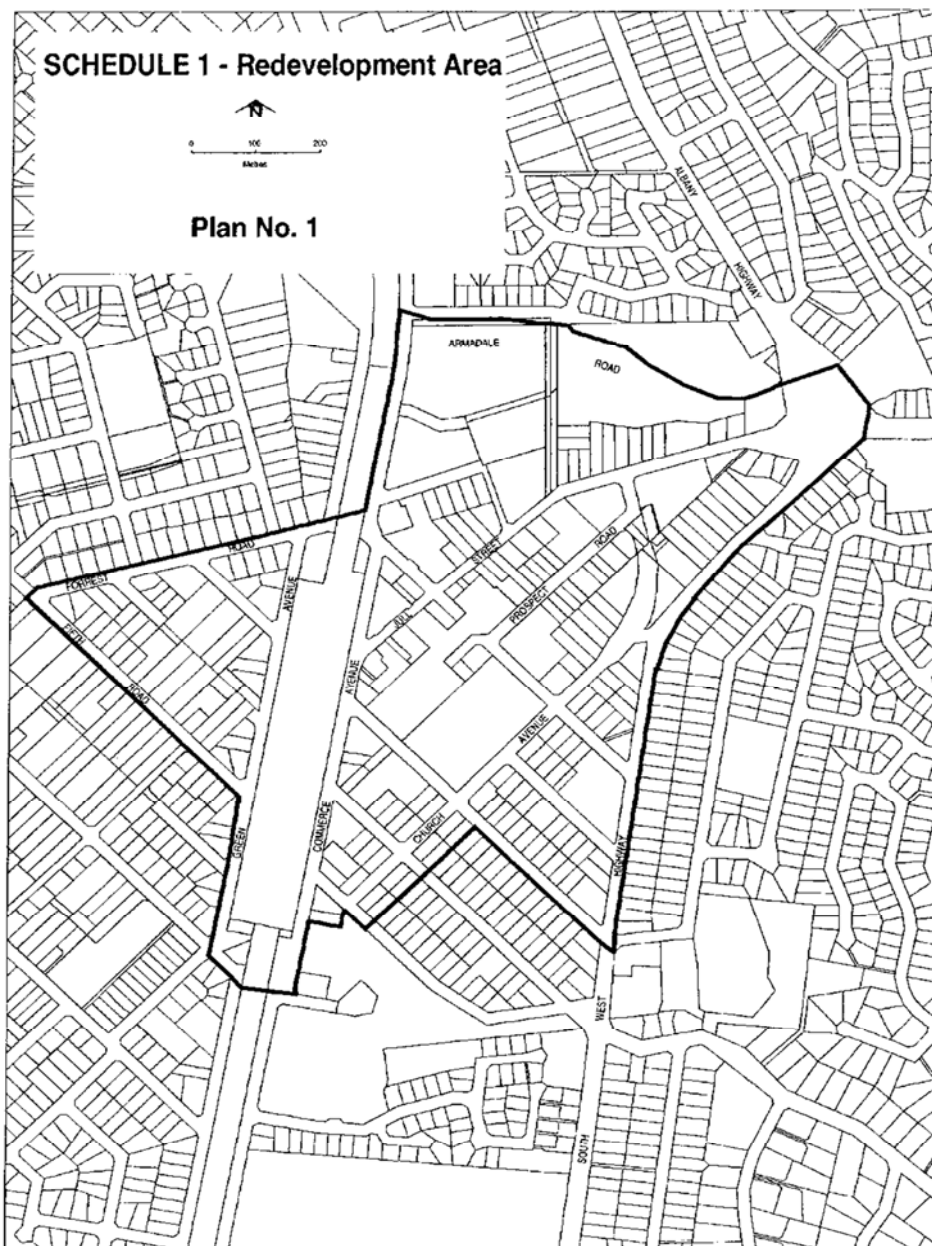 SCHEDULE 1 - Redevelopment Area
N
0 100 200
Metres
Plan No. 1
ALBANY
HIGHWAY
ARMADALE
ROAD
ROAD
FORREST
FIFTH
ROAD
AVENUE
GREEN
JULL
STREET
PROSPECT
ROAD
AVENUE
COMMERCE
CHURCH
AVENUE
HIGHWAY
WEST
SOUTH